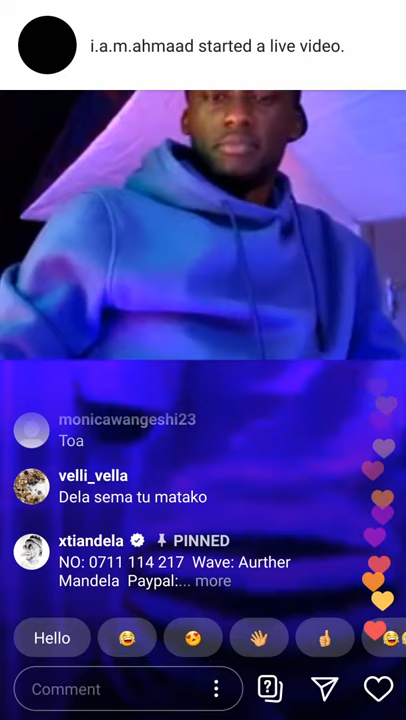 i.a.m.ahmaad started a live video.
monicawangeshi23
Toa
velli_vella
Dela sema tu matako
xtiandela PINNED
NO: 0711 114 217 Wave: Aurther
Mandela Paypal:... more
Hello
Comment